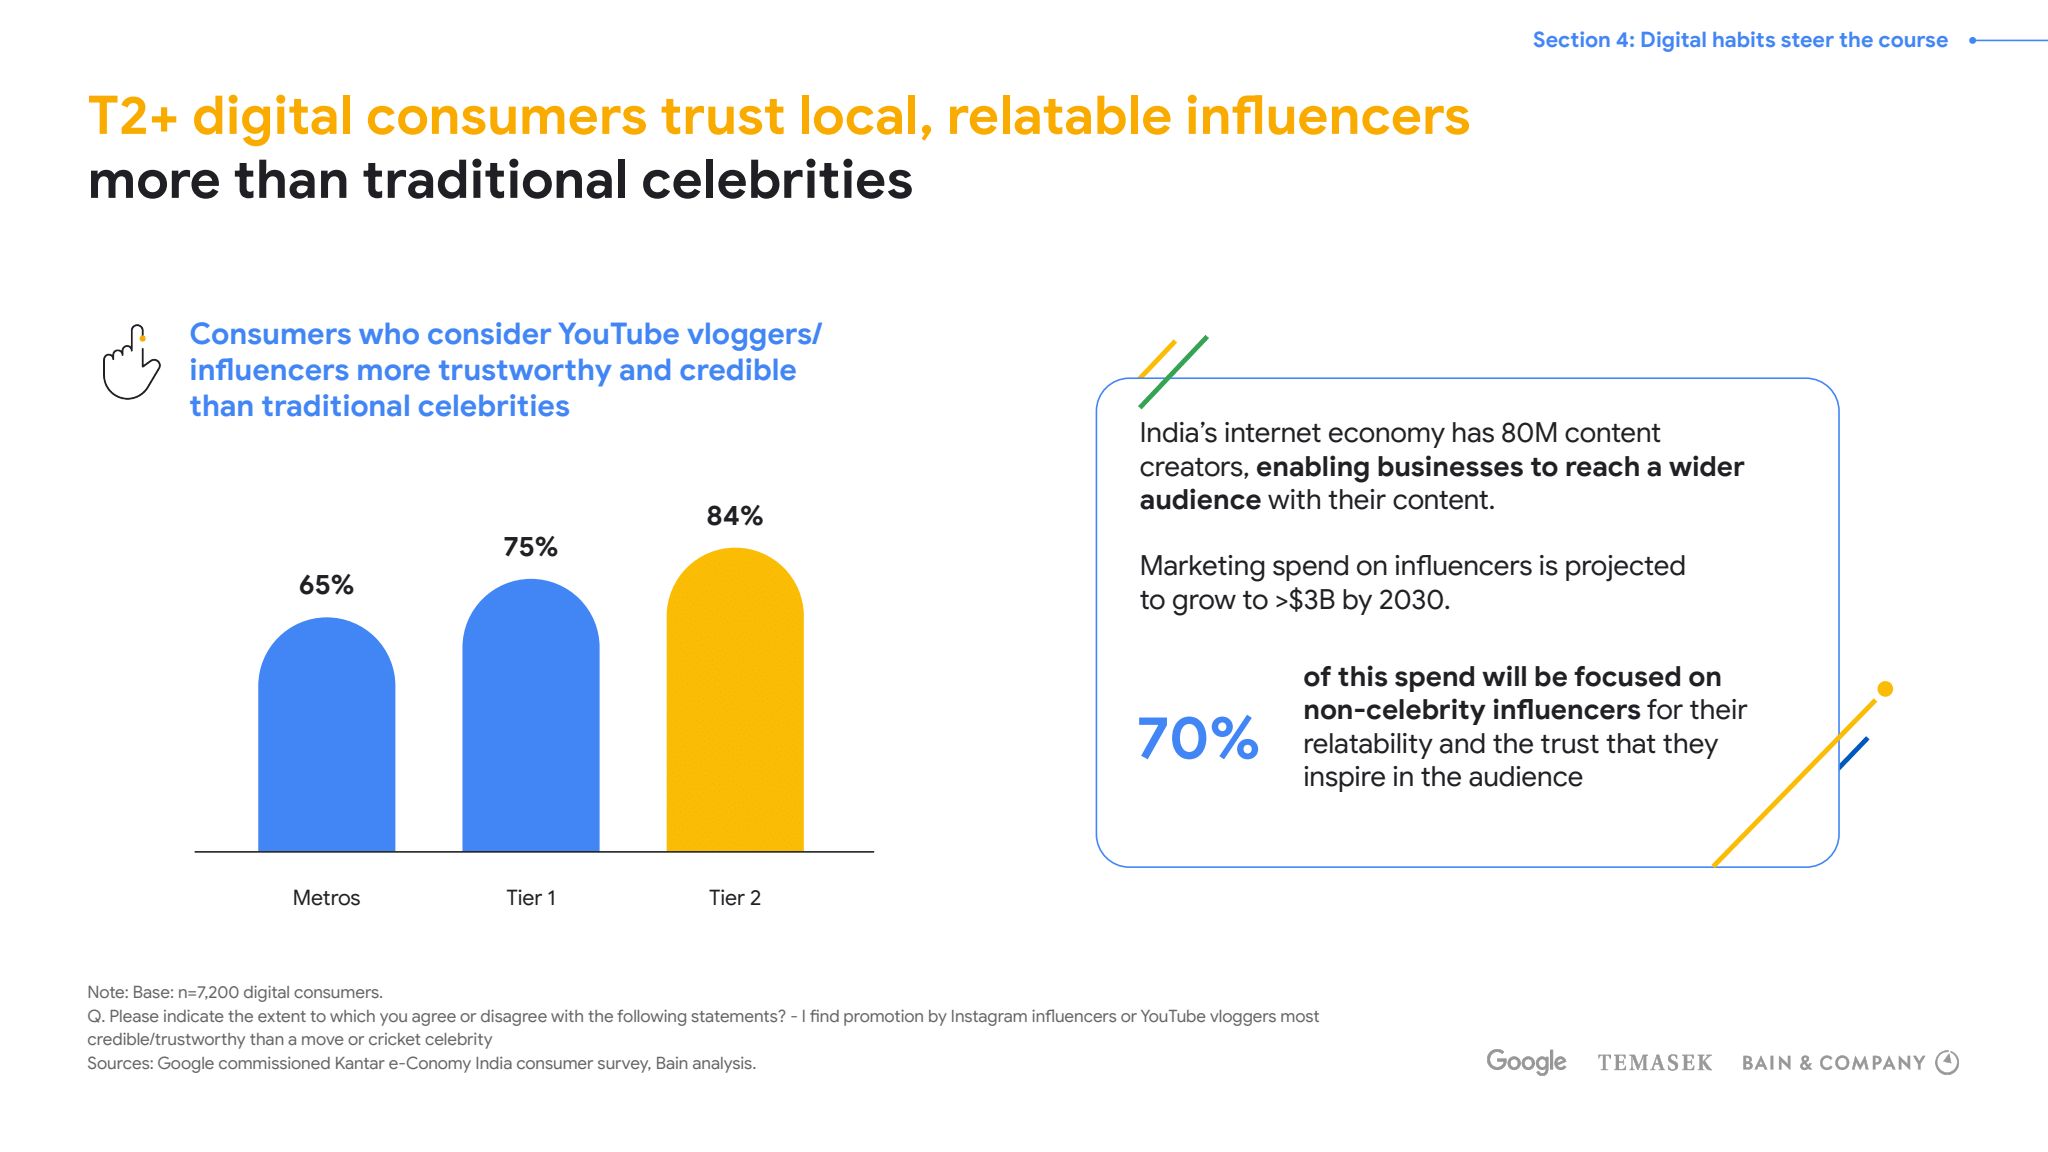 Section 4: Digital habits steer the course
T2+ digital consumers trust local, relatable influencers
more than traditional celebrities
Consumers who consider YouTube vloggers/
influencers more trustworthy and credible
than traditional celebrities
65%
75%
84%
Metros
Tier 1
Tier 2
India’s internet economy has 80M content
creators, enabling businesses to reach a wider
audience with their content.
Marketing spend on influencers is projected
to grow to >$3B by 2030.
70%
of this spend will be focused on
non-celebrity influencers for their
relatability and the trust that they
inspire in the audience
Note: Base: n=7,200 digital consumers.
Q. Please indicate the extent to which you agree or disagree with the following statements? - I find promotion by Instagram influencers or YouTube vloggers most
credible/trustworthy than a move or cricket celebrity
Sources: Google commissioned Kantar e-Conomy India consumer survey, Bain analysis.
Google TEMASEK BAIN & COMPANY